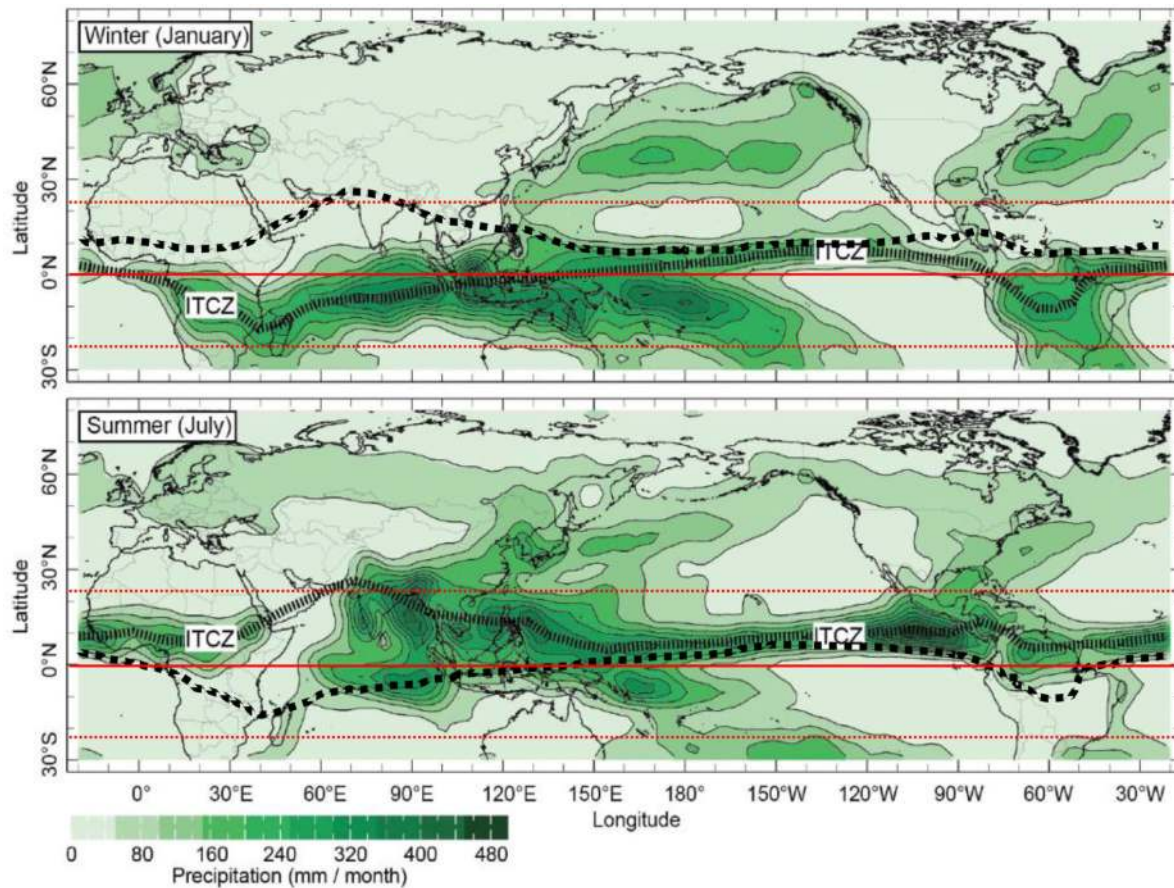 Winter (January)
60°N
30°N
0°N
30°S
Latitude
ITCZ
ITCZ
Summer (July)
60°N
30°N
0°N
30°S
Latitude
ITCZ
ITCZ
0° 30°E 60°E 90°E 120°E 150°E 180° 150°W 120°W 90°W 60°W 30°W
Longitude
0 80 160 240 320 400 480
Precipitation (mm / month)